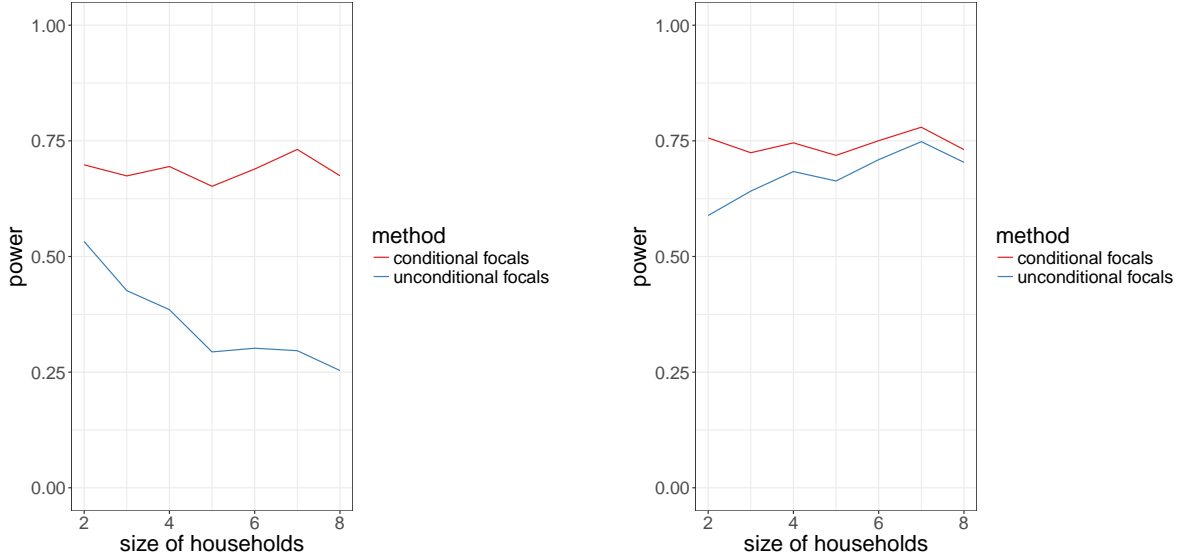 1.00
0.75
0.50
0.25
0.00
power
2
4
6
8
size of households
method
conditional focals
unconditional focals
1.00
0.75
0.50
0.25
0.00
power
2
4
6
8
size of households
method
conditional focals
unconditional focals